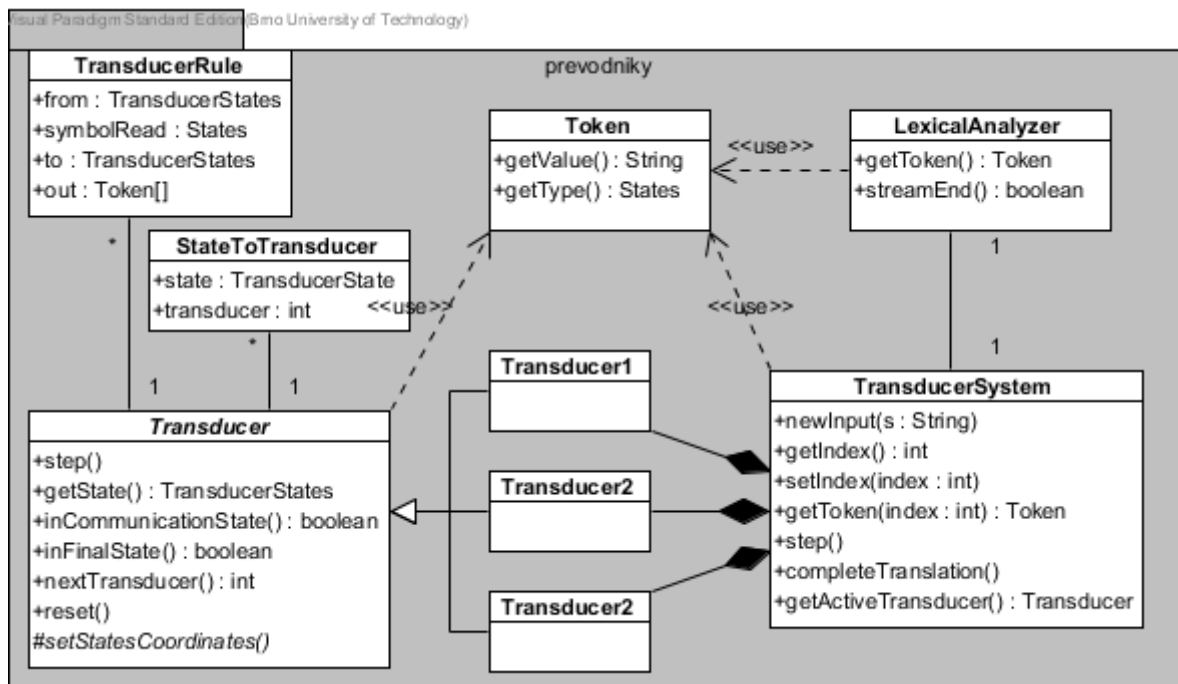 Visual Paradigm Standard Edition(Brno University of Technology)
prevodniky
TransducerRule
+from : TransducerStates
+symbolRead : States
+to : TransducerStates
+out : Token[]
*
1
StateToTransducer
+state : TransducerState
+transducer : int
*
1
Token
+getValue() : String
+getType() : States
<<use>>
LexicalAnalyzer
+getToken() : Token
+streamEnd() : boolean
1
1
<<use>>
<<use>>
Transducer
+step()
+getState() : TransducerStates
+inCommunicationState() : boolean
+inFinalState() : boolean
+nextTransducer() : int
+reset()
#setStatesCoordinates()
Transducer1
Transducer2
Transducer2
TransducerSystem
+newInput(s : String)
+getIndex() : int
+setIndex(index : int)
+getToken(index : int) : Token
+step()
+completeTranslation()
+getActiveTransducer() : Transducer